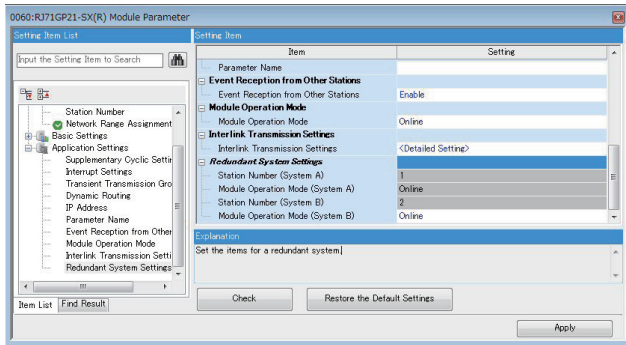 0060:RJ71GP21-SX(R) Module Parameter
Setting Item List
Input the Setting Item to Search
Station Number
Network Range Assignment
Basic Settings
Application Settings
Supplementary Cyclic Settin
Interrupt Settings
Transient Transmission Gro
Dynamic Routing
IP Address
Parameter Name
Event Reception from Other
Module Operation Mode
Interlink Transmission Setti
Redundant System Settings
Item List
Find Result
Setting Item
Item Setting
Parameter Name
Event Reception from Other Stations
Event Reception from Other Stations Enable
Module Operation Mode
Module Operation Mode Online
Interlink Transmission Settings
Interlink Transmission Settings <Detailed Setting>
Redundant System Settings
Station Number (System A) 1
Module Operation Mode (System A) Online
Station Number (System B) 2
Module Operation Mode (System B) Online
Explanation
Set the items for a redundant system.
Check
Restore the Default Settings
Apply